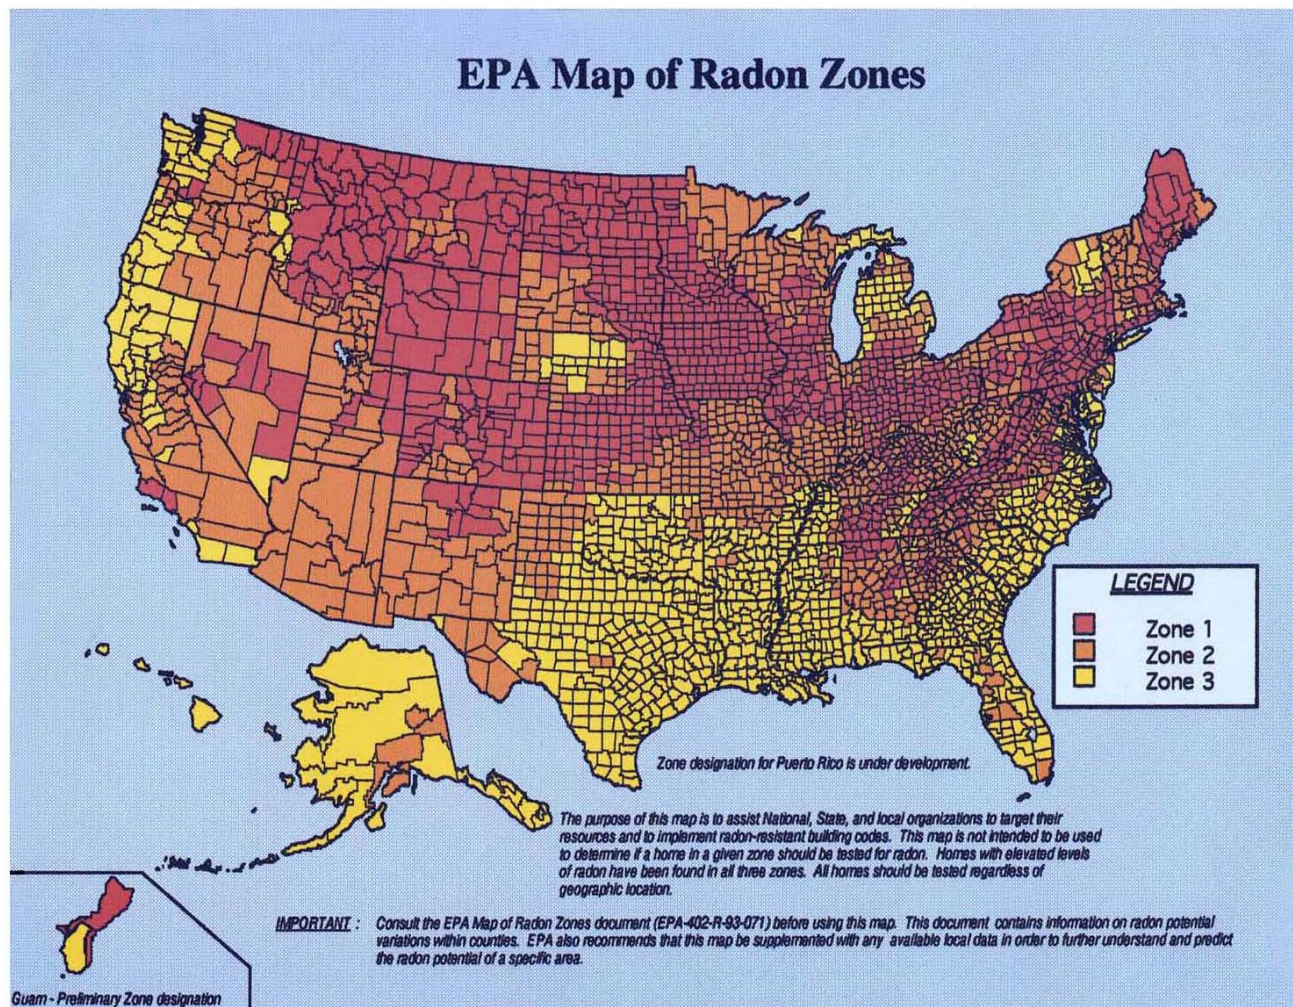 EPA Map of Radon Zones
LEGEND
Zone 1
Zone 2
Zone 3
Zone designation for Puerto Rico is under development.
The purpose of this map is to assist National, State, and local organizations to target their
resources and to implement radon-resistant building codes. This map is not intended to be used
to determine if a home in a given zone should be tested for radon. Homes with elevated levels
of radon have been found in all three zones. All homes should be tested regardless of
geographic location.
IMPORTANT : Consult the EPA Map of Radon Zones document (EPA-402-R-93-071) before using this map. This document contains information on radon potential
variations within counties. EPA also recommends that this map be supplemented with any available local data in order to further understand and predict
the radon potential of a specific area.
Guam - Preliminary Zone designation